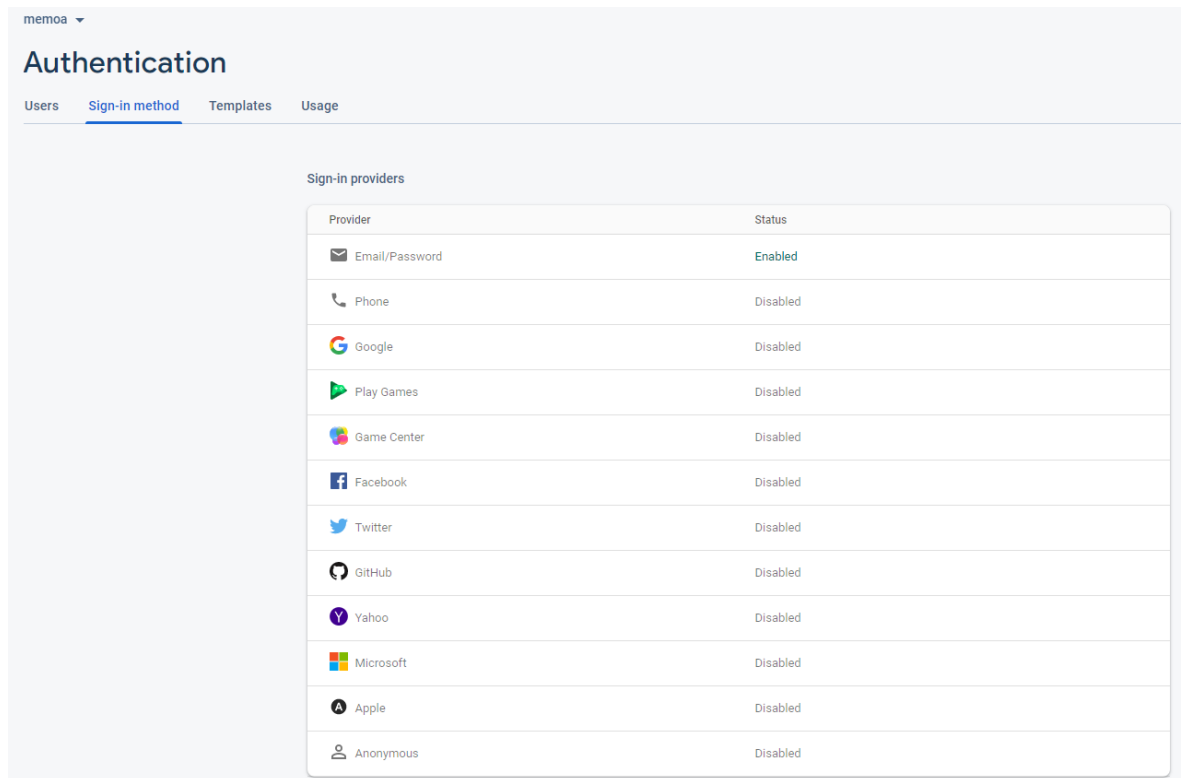 memoa
Authentication
Users Sign-in method Templates Usage
Sign-in providers
Provider Status
Email/Password Enabled
Phone Disabled
Google Disabled
Play Games Disabled
Game Center Disabled
Facebook Disabled
Twitter Disabled
GitHub Disabled
Yahoo Disabled
Microsoft Disabled
Apple Disabled
Anonymous Disabled